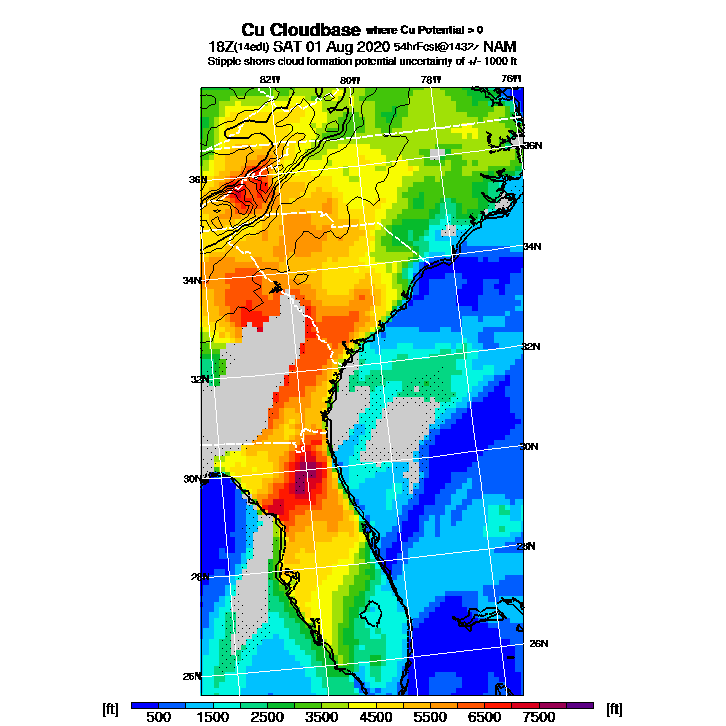 Cu Cloudbase where Cu Potential > 0
18Z(14edt) SAT 01 Aug 2020 54hrFcst@1432z NAM
Stipple shows cloud formation potential uncertainty of +/- 1000 ft
82W 80W 78W 76W
36N
36N
34N
34N
32N
32N
30N
30N
28N
28N
26N
26N
[ft] 500 1500 2500 3500 4500 5500 6500 7500 [ft]